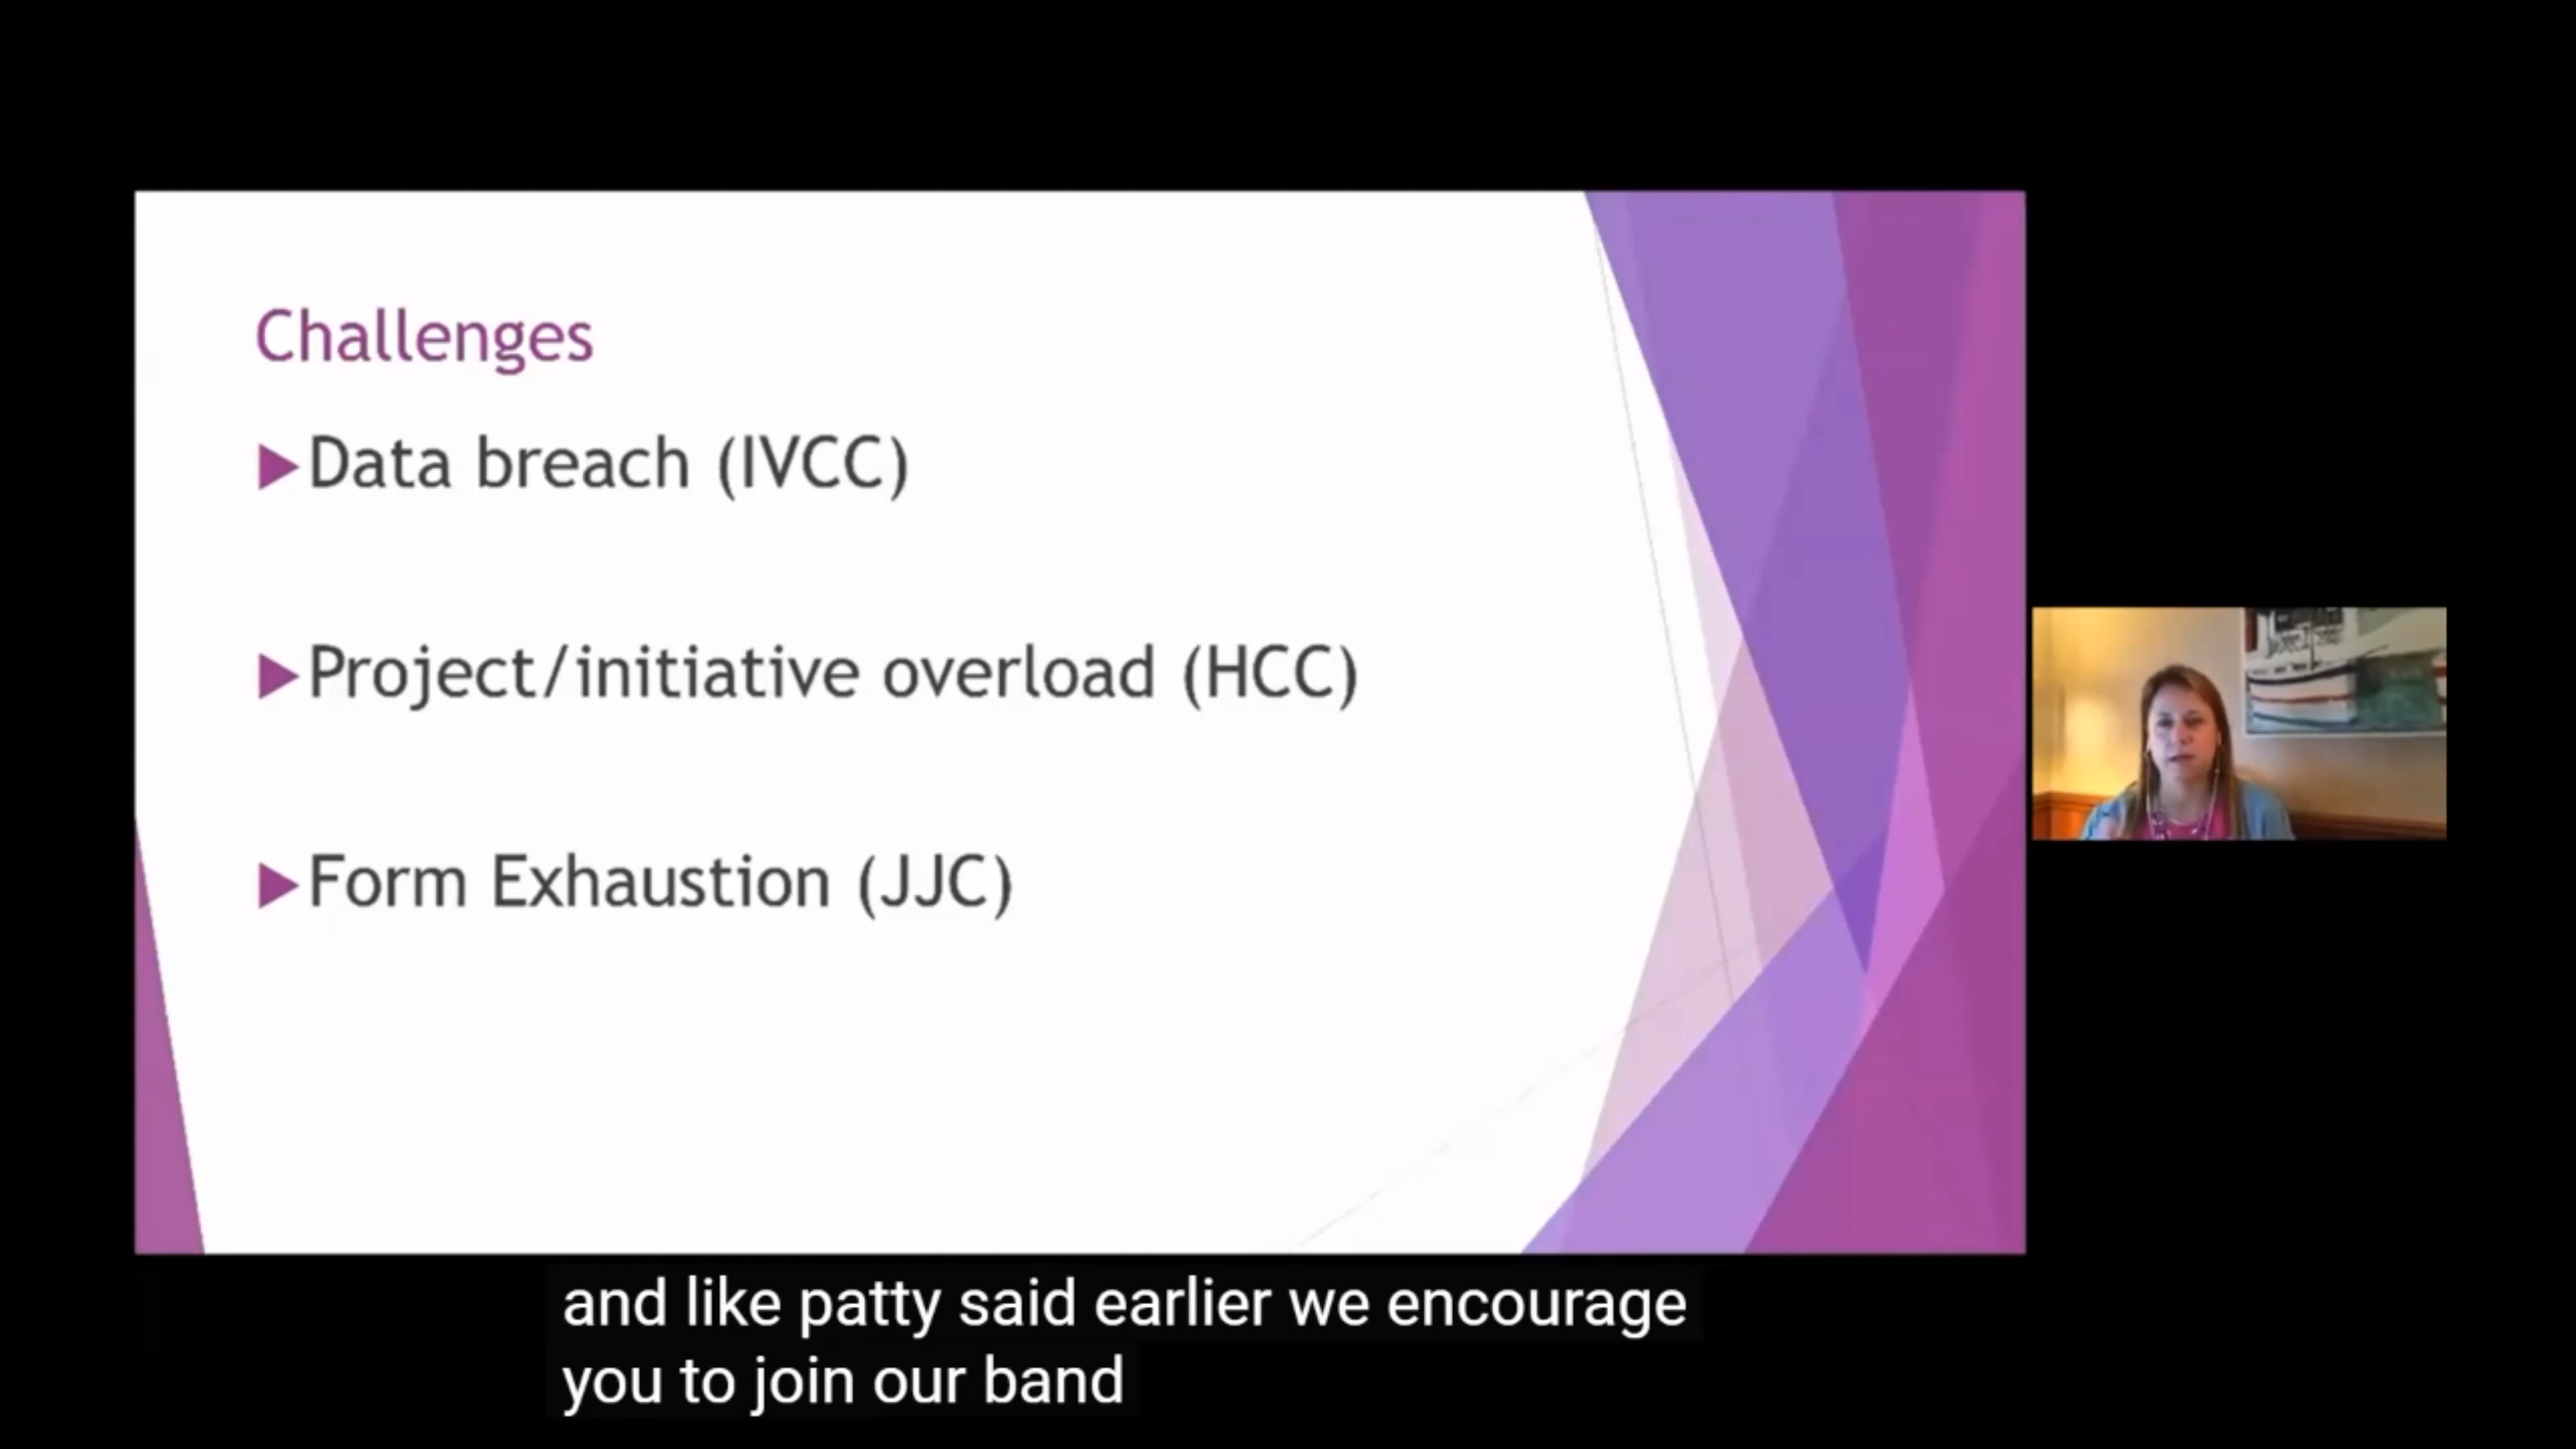 Challenges
Data breach (IVCC)
Project/initiative overload (HCC)
Form Exhaustion (JJC)
and like patty said earlier we encourage
you to join our band